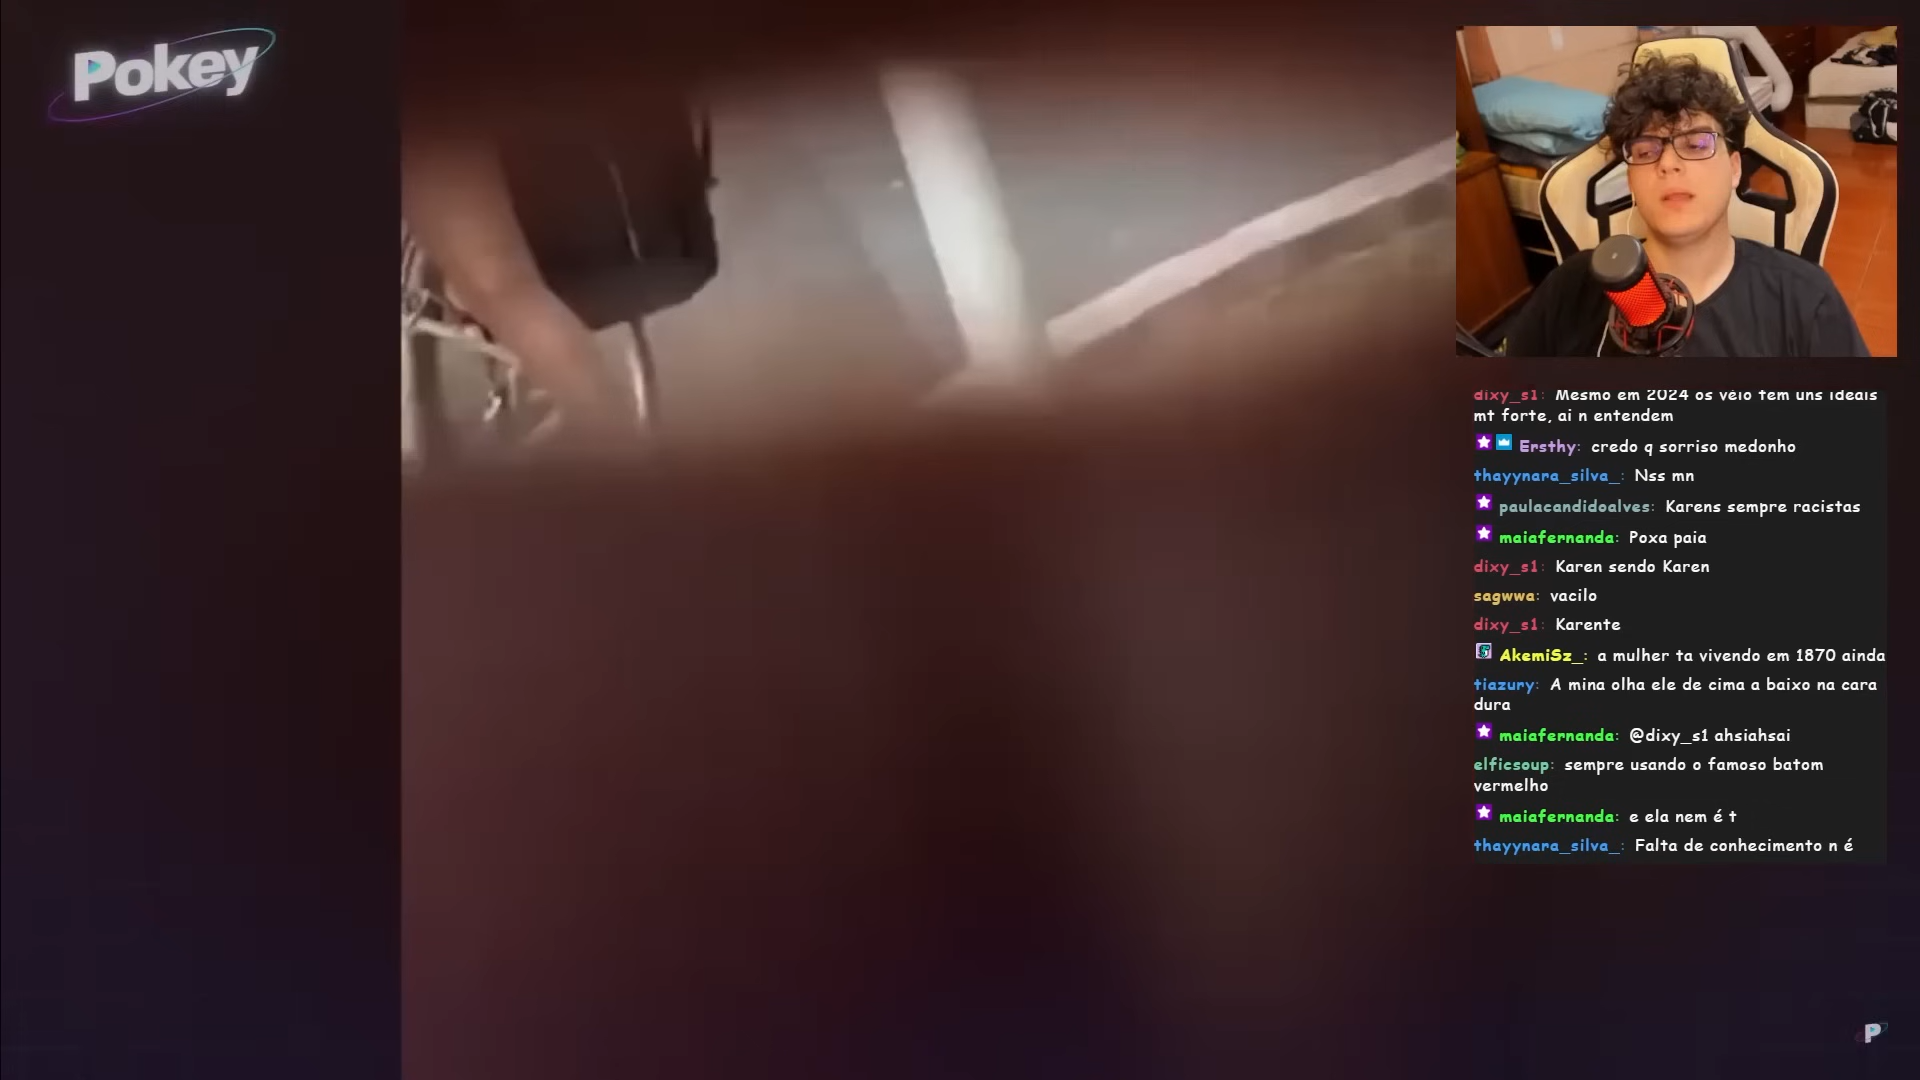 Pokey
dixy_s1: Mesmo em 2024 os véio tem uns ideais
mt forte, ai n entendem
Ersthy: credo q sorriso medonho
thayynara_silva_: Nss mn
paulacandidoalves: Karens sempre racistas
maiafernanda: Poxa paia
dixy_s1: Karen sendo Karen
sagwwa: vacilo
dixy_s1: Karente
AkemiSz_: a mulher ta vivendo em 1870 ainda
tiazury: A mina olha ele de cima a baixo na cara
dura
maiafernanda: @dixy_s1 ahsiahsai
elficsoup: sempre usando o famoso batom
vermelho
maiafernanda: e ela nem é t
thayynara_silva_: Falta de conhecimento n é
P